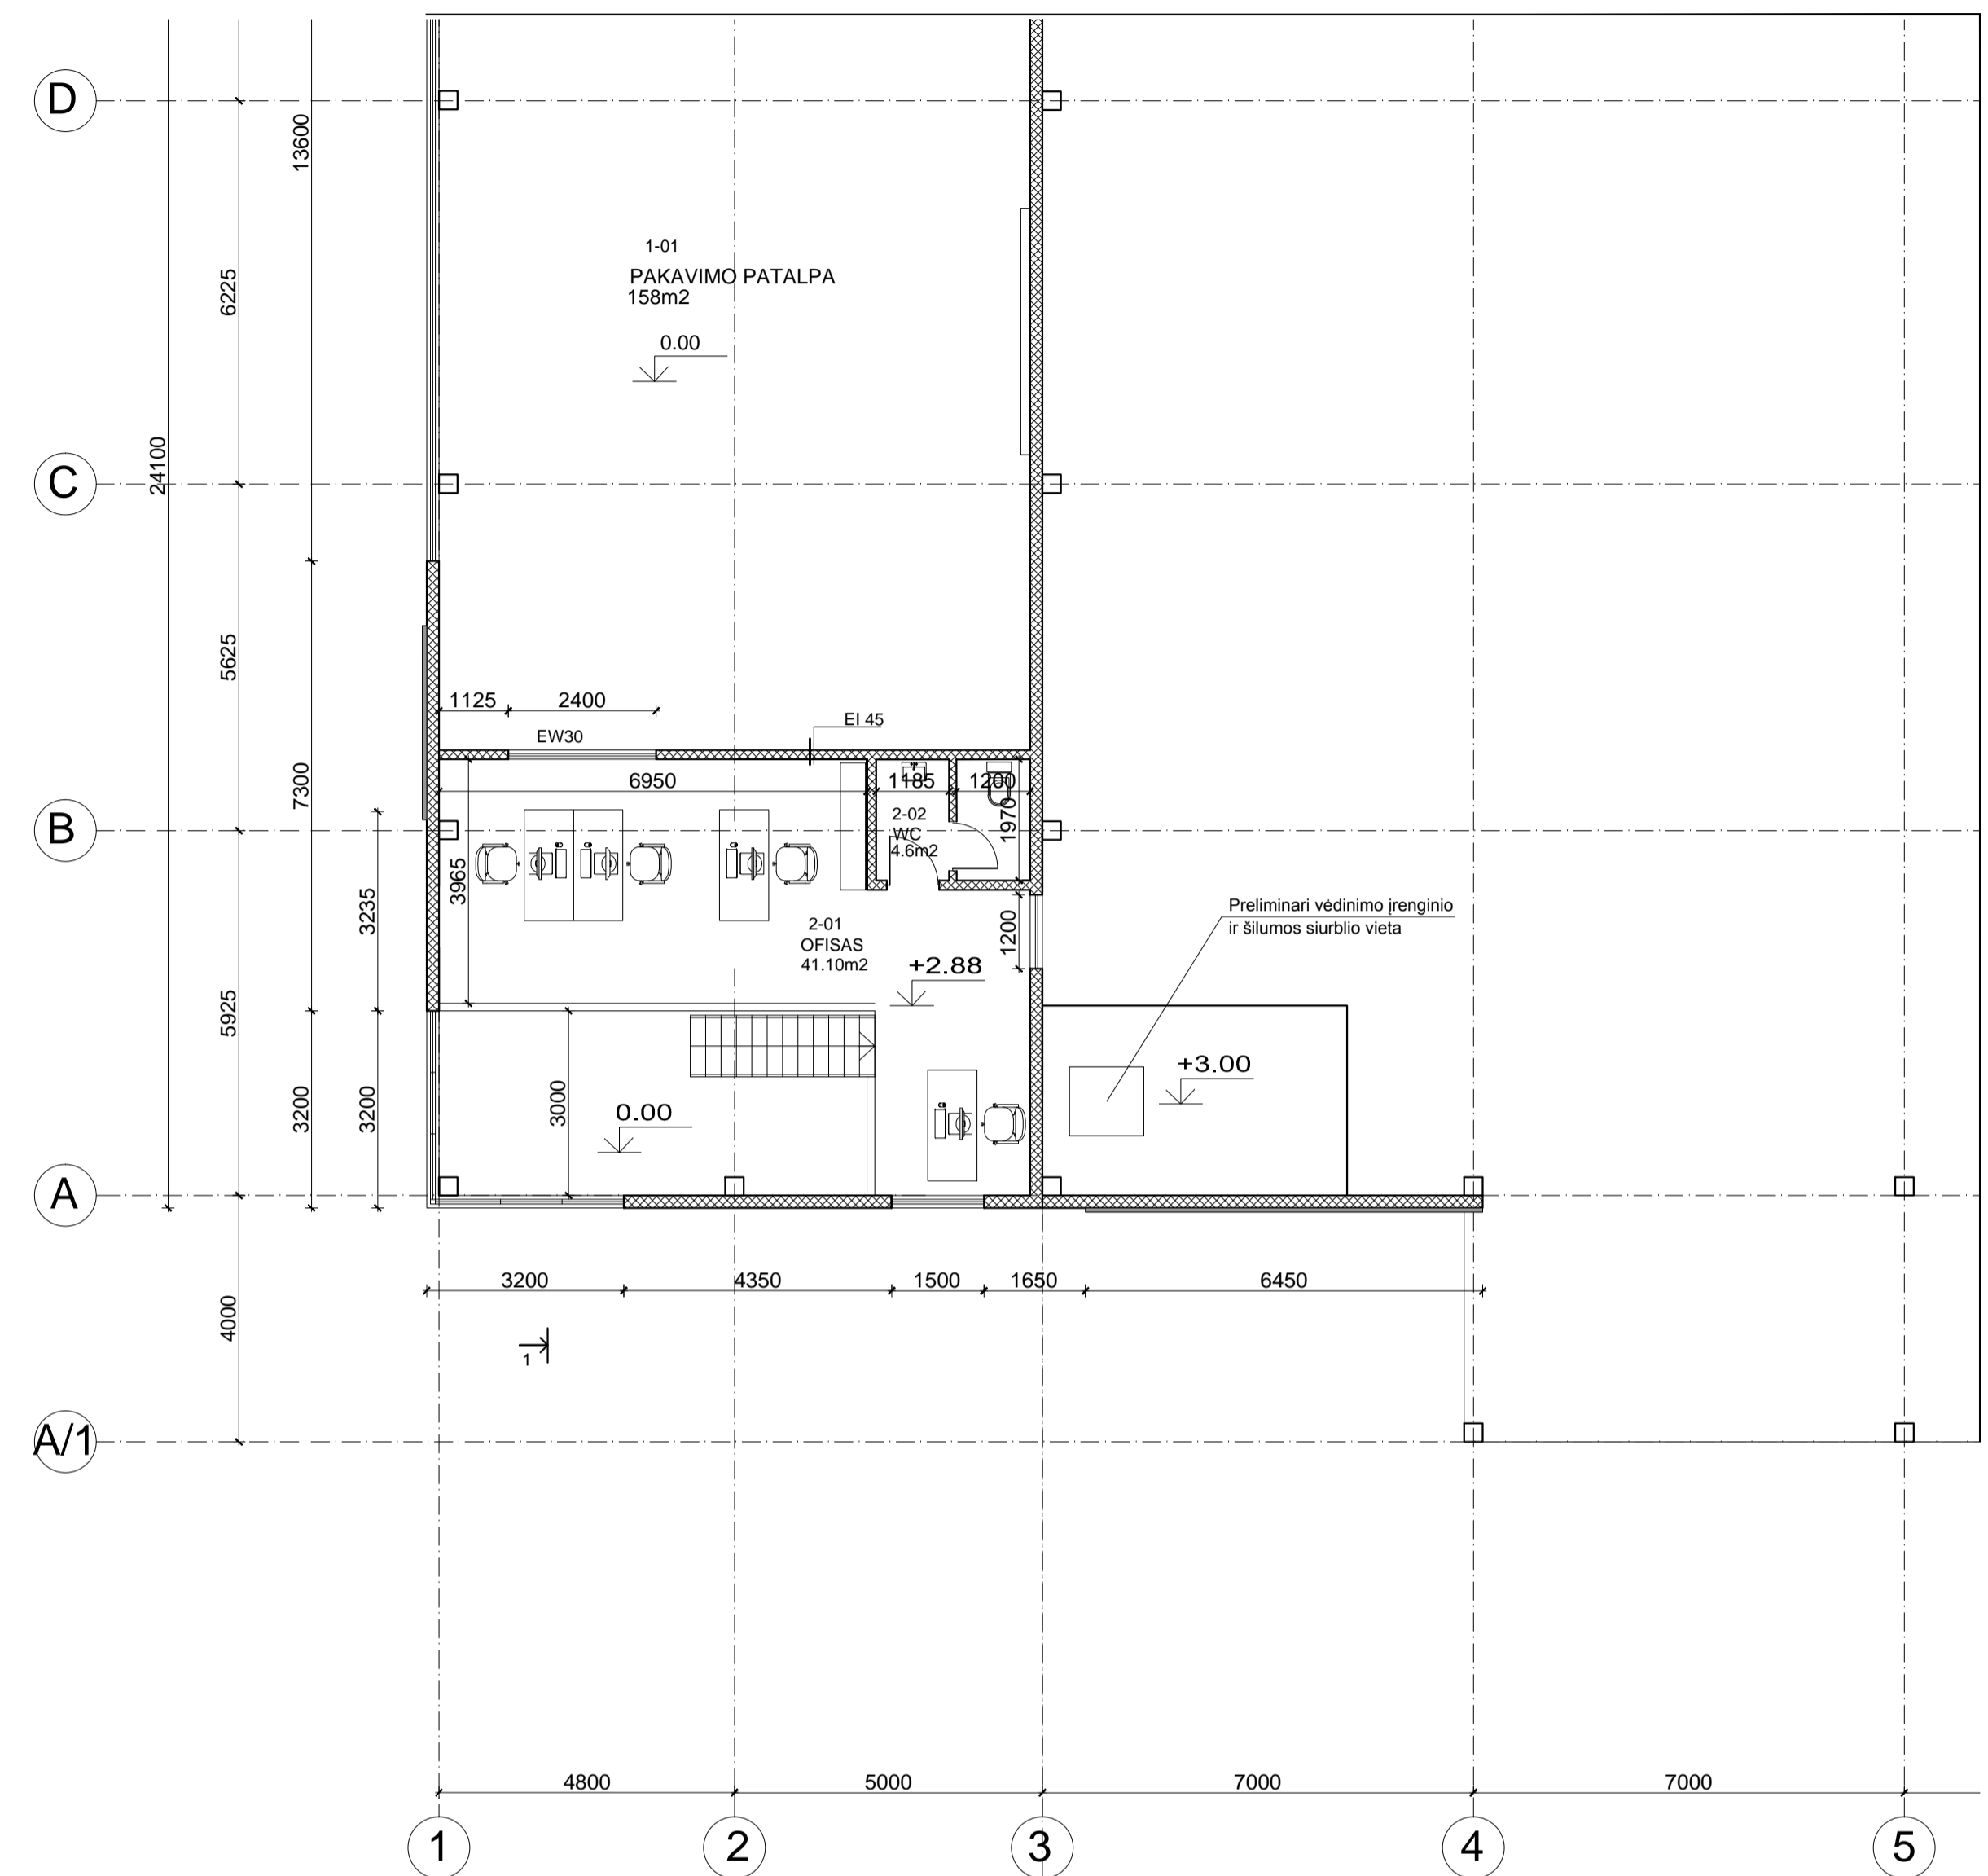 D
13600
1-01
PAKAVIMO PATALPA
158m2
6225
0.00
C
24100
5625
1125
2400
EI 45
EW30
7300
6950
1185
1200
B
2-02
WC
4.6m2
1970
3965
3235
2-01
OFISAS
41.10m2
1200
Preliminari vėdinimo įrenginio
ir šilumos siurblio vieta
+2.88
5925
3200
3200
3000
0.00
+3.00
A
3200
4350
1500
1650
6450
4000
1
A/1
4800
5000
7000
7000
1
2
3
4
5